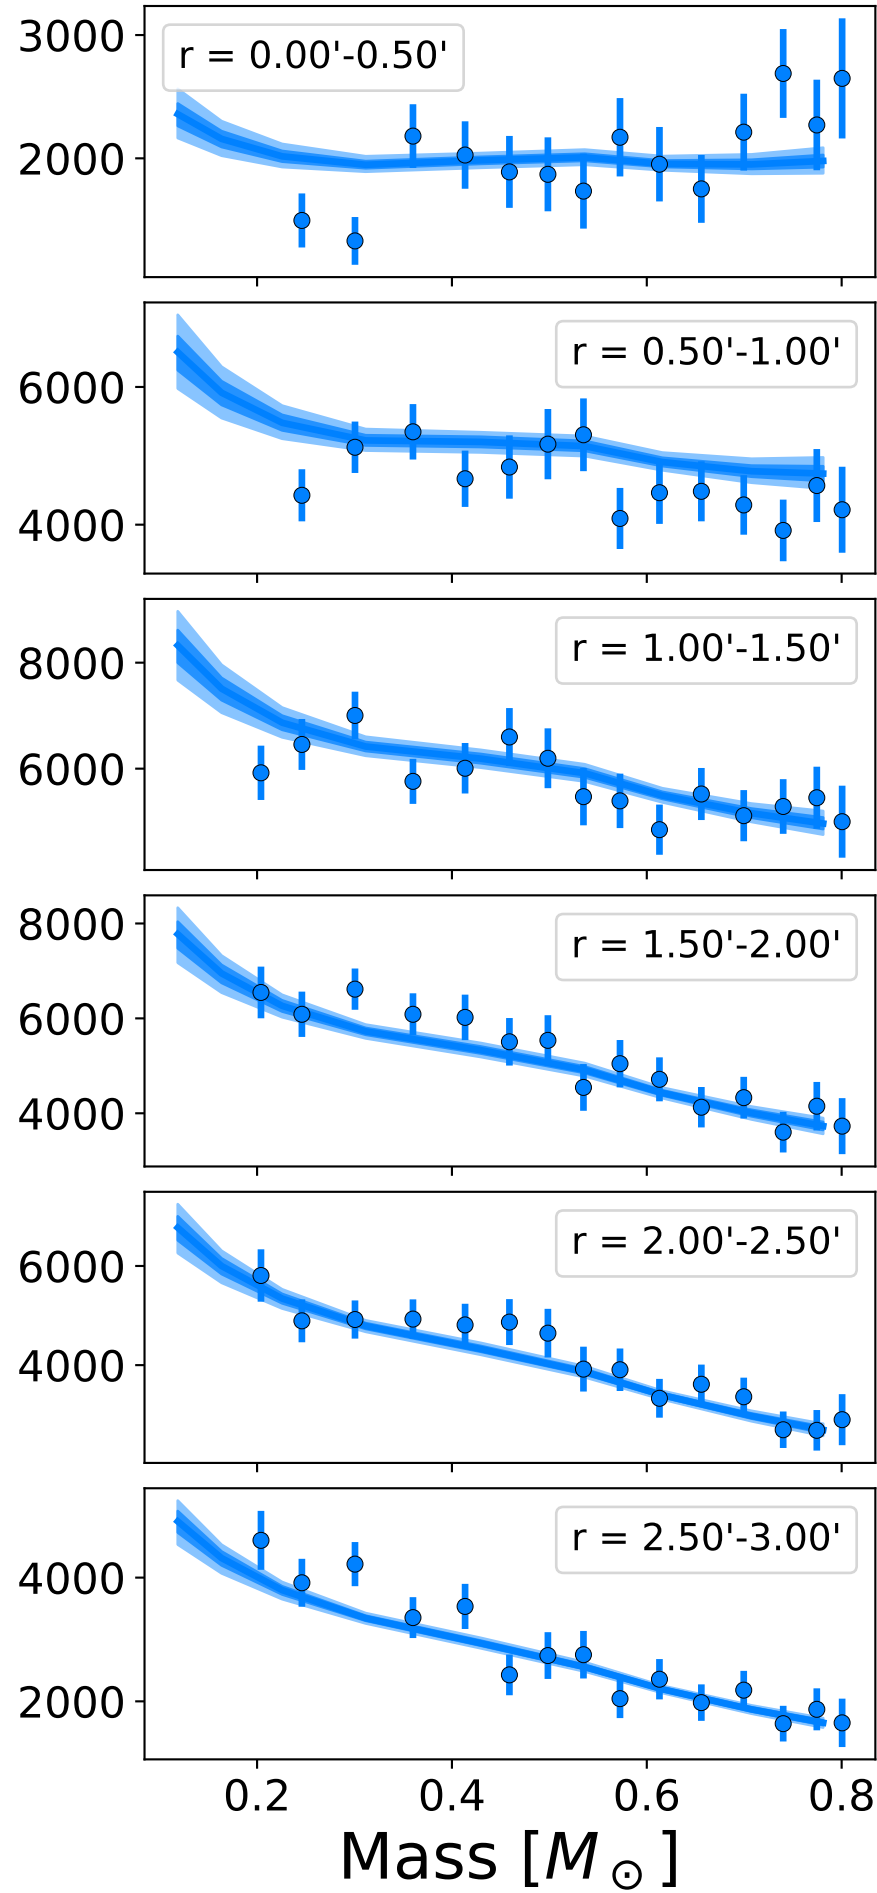 3000
r = 0.00'-0.50'
2000
r = 0.50'-1.00'
6000
4000
r = 1.00'-1.50'
8000
6000
8000
r = 1.50'-2.00'
6000
4000
r = 2.00'-2.50'
6000
4000
r = 2.50'-3.00'
4000
2000
0.2 0.4 0.6 0.8
Mass [M⊙]